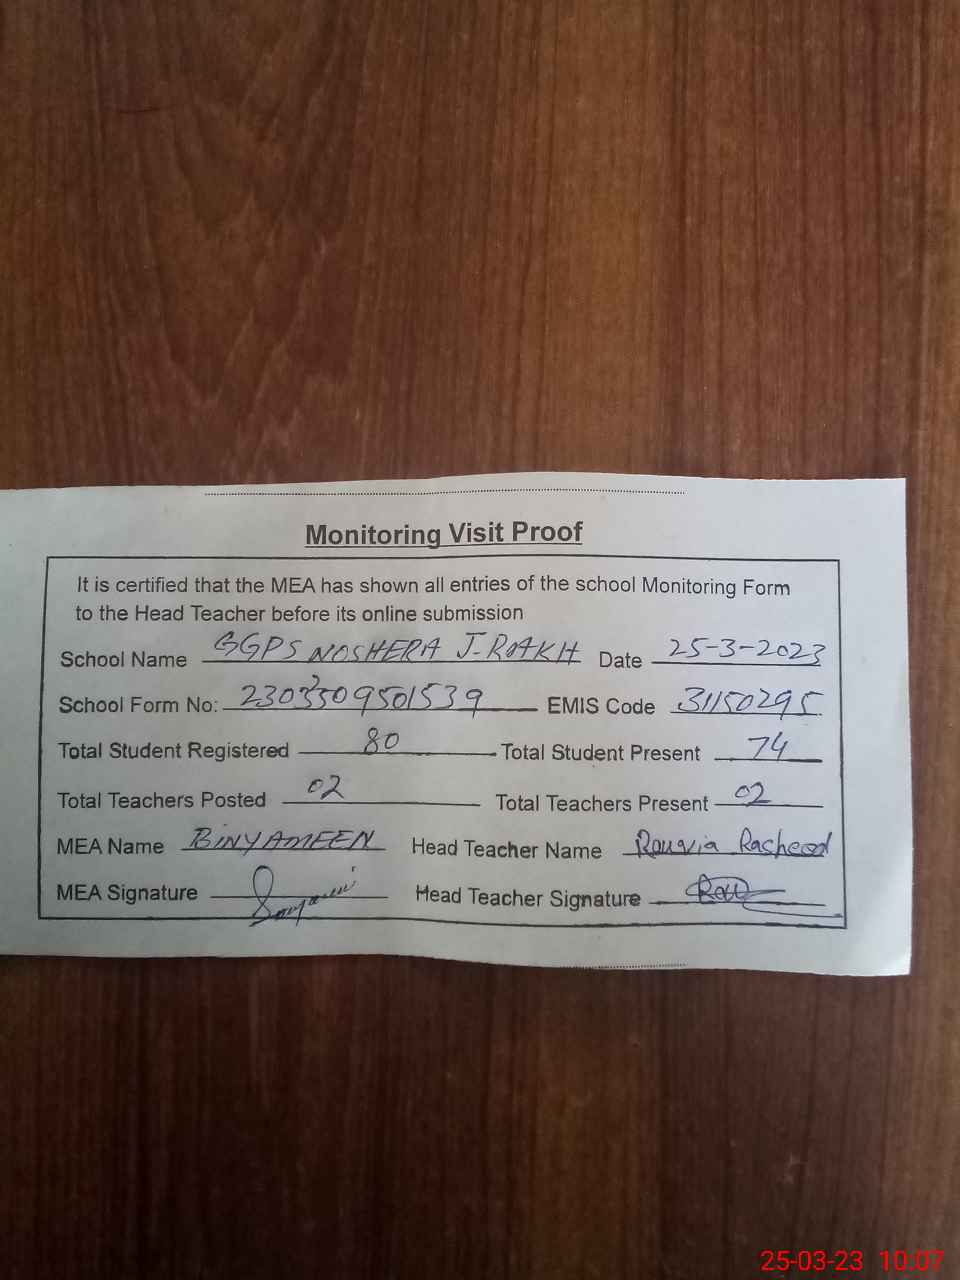 Monitoring Visit Proof
It is certified that the MEA has shown all entries of the school Monitoring Form
to the Head Teacher before its online submission
School Name GGPS NOSHERA J-RAKH Date 25-3-2023
School Form No: 2303309501539 EMIS Code 31150295
Total Student Registered 80 Total Student Present 74
Total Teachers Posted 02 Total Teachers Present 02
MEA Name BINYAMEEN Head Teacher Name Rasheed
MEA Signature Head Teacher Signature
25-03-23 10:07